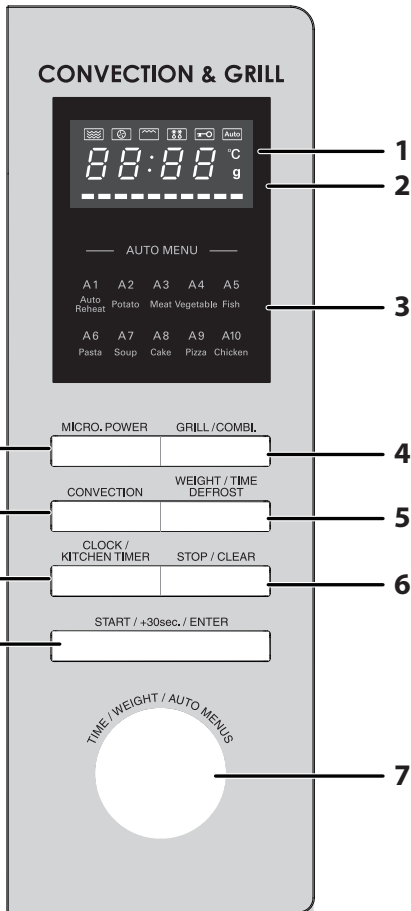 CONVECTION & GRILL
Auto
88:88 °C
g
1
2
AUTO MENU
3
A1 A2 A3 A4 A5
Auto Reheat Potato Meat Vegetable Fish
A6 A7 A8 A9 A10
Pasta Soup Cake Pizza Chicken
MICRO. POWER GRILL / COMBI.
4
CONVECTION WEIGHT / TIME DEFROST
5
CLOCK / KITCHEN TIMER STOP / CLEAR
6
START / +30sec. / ENTER
TIME / WEIGHT / AUTO MENUS
7